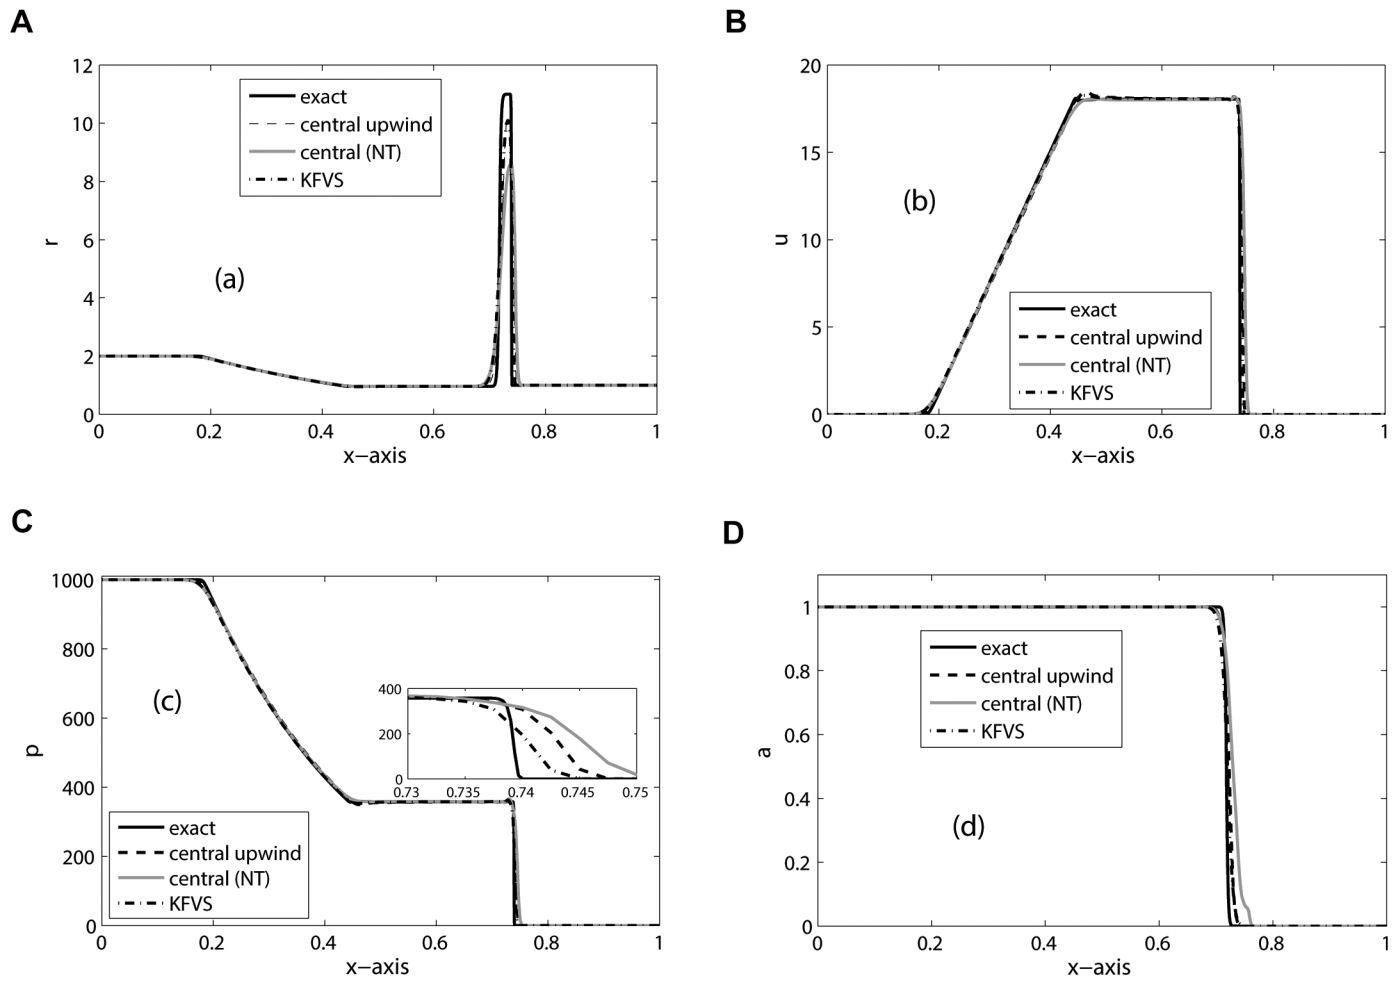 A
12
10
8
6
4
2
0
r
exact
central upwind
central (NT)
KFVS
(a)
0 0.2 0.4 0.6 0.8 1
x−axis
B
20
15
10
5
0
u
(b)
exact
central upwind
central (NT)
KFVS
0 0.2 0.4 0.6 0.8 1
x−axis
C
1000
800
600
400
200
0
p
(c)
400
200
0
0.73 0.735 0.74 0.745 0.75
exact
central upwind
central (NT)
KFVS
0 0.2 0.4 0.6 0.8 1
x−axis
D
1
0.8
0.6
0.4
0.2
0
a
exact
central upwind
central (NT)
KFVS
(d)
0 0.2 0.4 0.6 0.8 1
x−axis